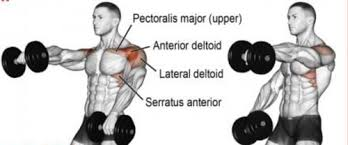 Pectoralis major (upper)
Anterior deltoid
Lateral deltoid
Serratus anterior